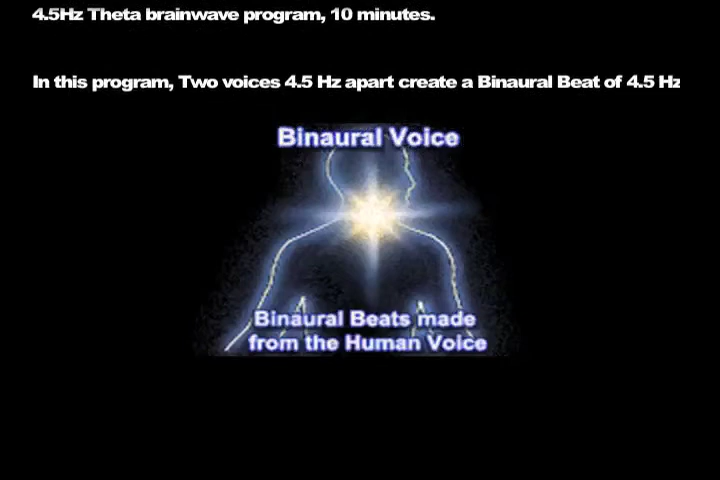 4.5Hz Theta brainwave program, 10 minutes.
In this program, Two voices 4.5 Hz apart create a Binaural Beat of 4.5 Hz
Binaural Voice
Binaural Beats made
from the Human Voice